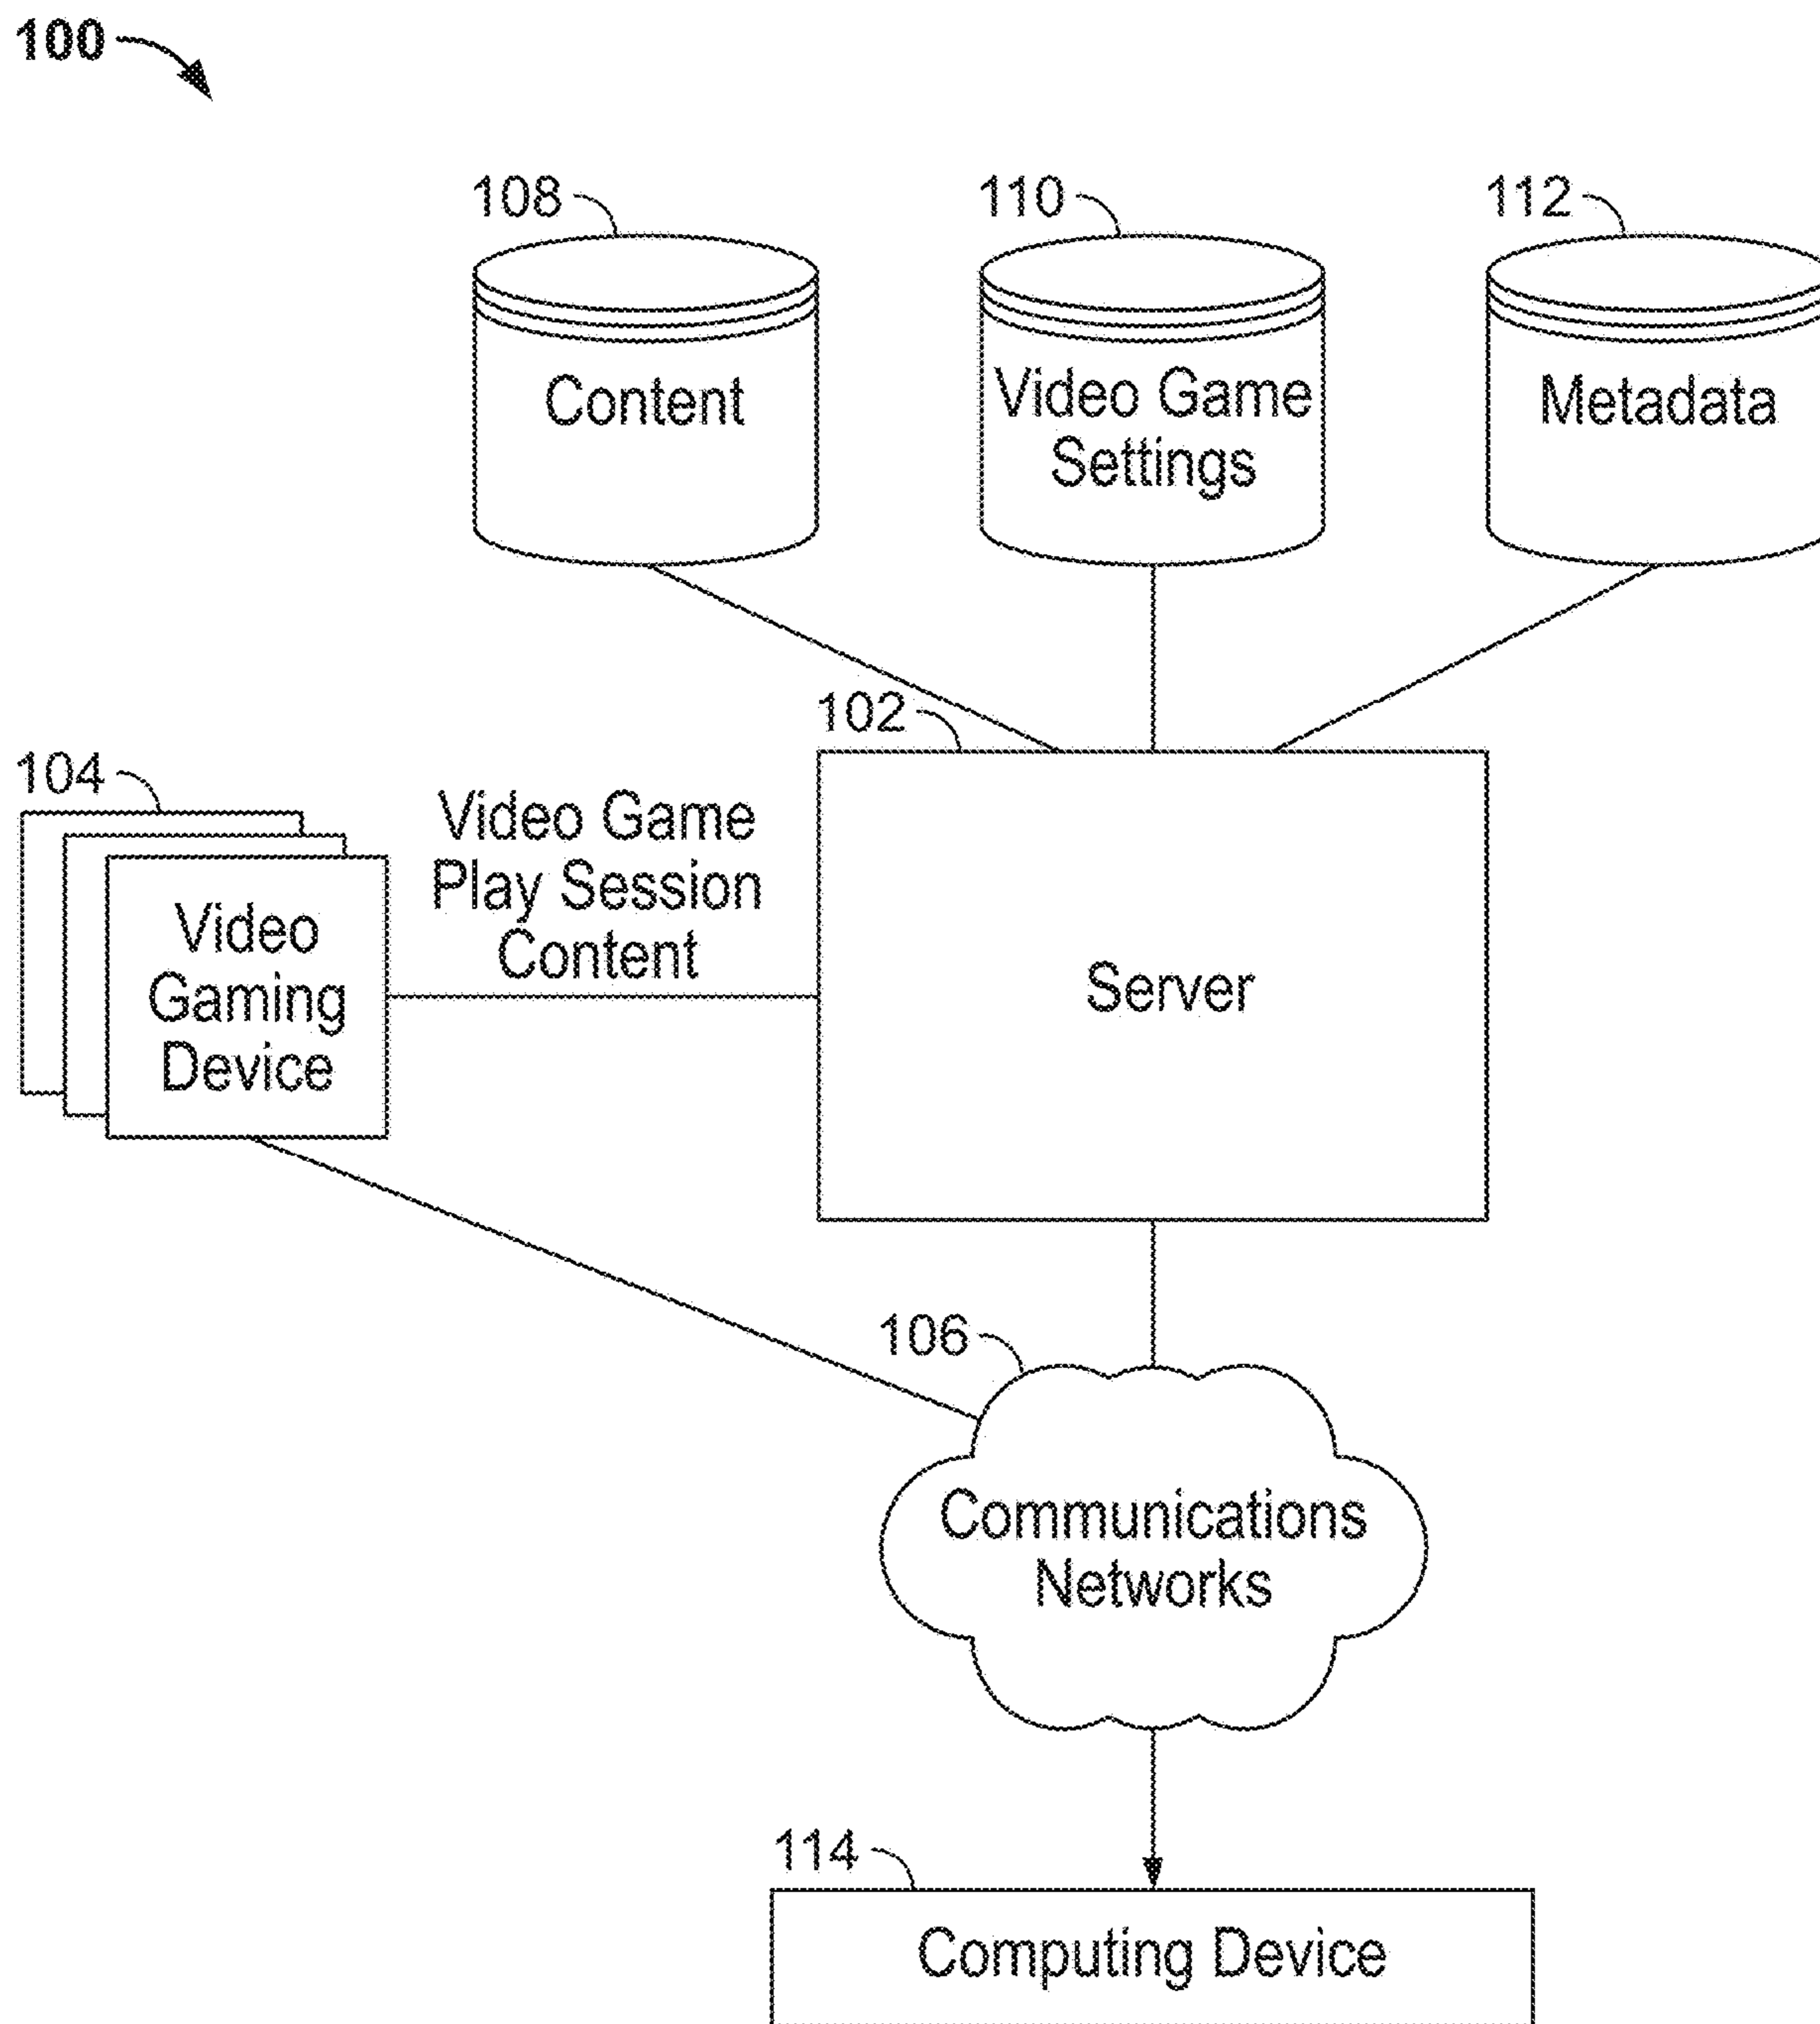 100
108
110
112
Content
Video Game
Settings
Metadata
102
104
Video Game
Play Session
Content
Video
Gaming
Device
Server
106
Communications
Networks
114
Computing Device